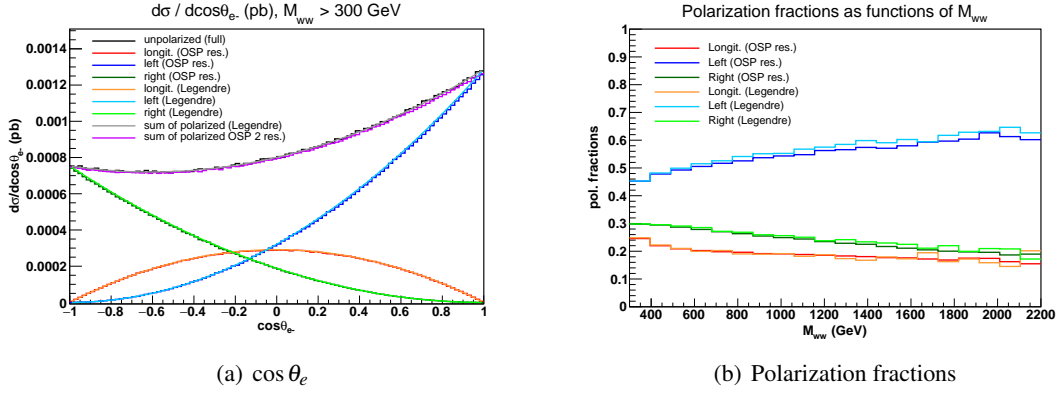 dσ / dcosθe- (pb), Mww > 300 GeV
unpolarized (full)
longit. (OSP res.)
left (OSP res.)
right (OSP res.)
longit. (Legendre)
left (Legendre)
right (Legendre)
sum of polarized (Legendre)
sum of polarized OSP 2 res.)
dσ/dcosθe- (pb)
0.0014
0.0012
0.001
0.0008
0.0006
0.0004
0.0002
0
−1 −0.8 −0.6 −0.4 −0.2 0 0.2 0.4 0.6 0.8 1
cosθe-
(a) cos θe
Polarization fractions as functions of Mww
Longit. (OSP res.)
Left (OSP res.)
Right (OSP res.)
Longit. (Legendre)
Left (Legendre)
Right (Legendre)
pol. fractions
1
0.9
0.8
0.7
0.6
0.5
0.4
0.3
0.2
0.1
0
400 600 800 1000 1200 1400 1600 1800 2000 2200
Mww (GeV)
(b) Polarization fractions